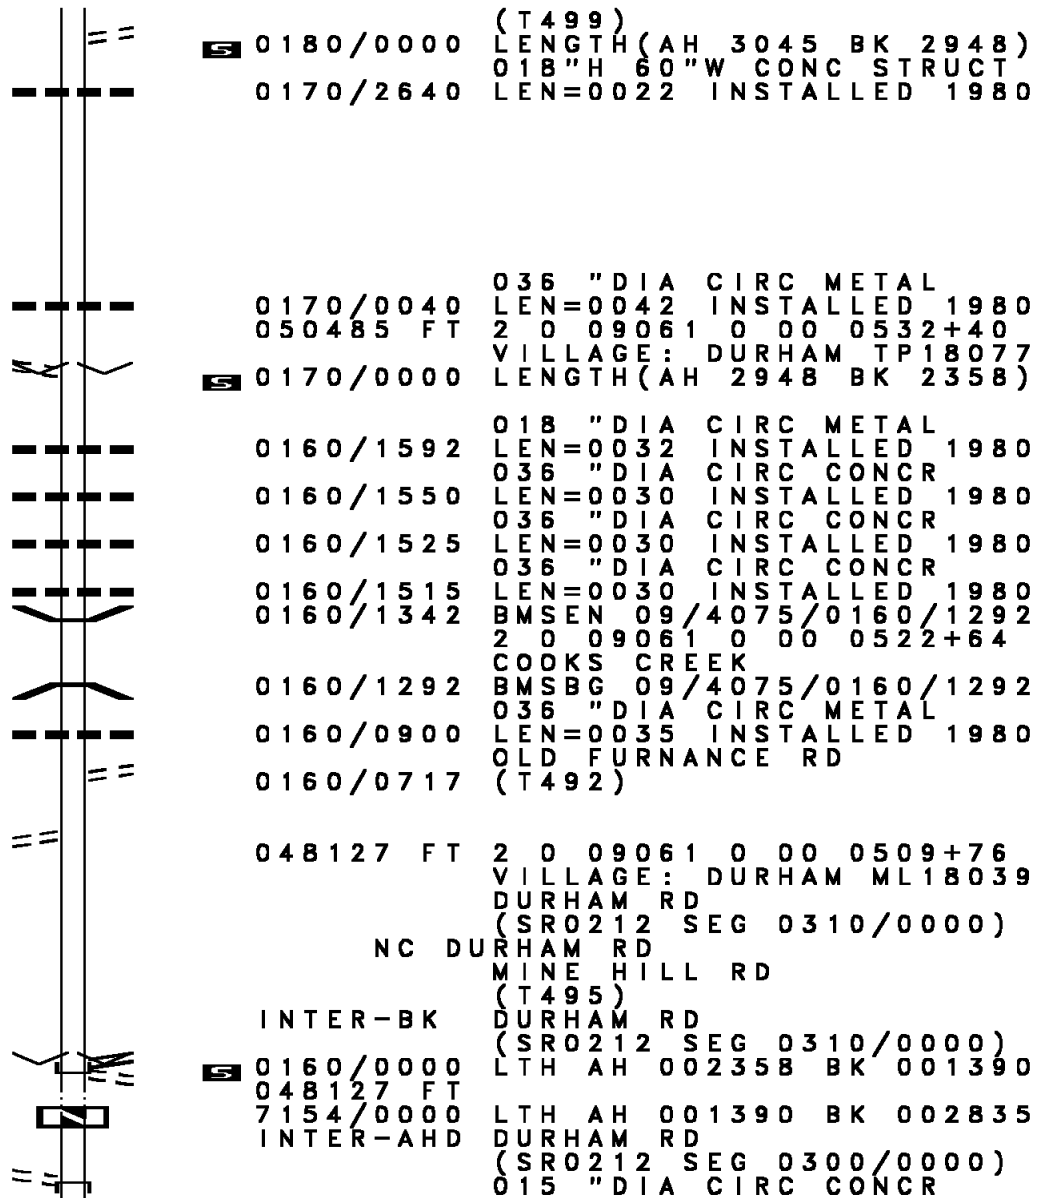 (T499)
S 0180/0000 LENGTH(AH 3045 BK 2948)
018"H 60"W CONC STRUCT
0170/2640 LEN=0022 INSTALLED 1980
036 "DIA CIRC METAL
0170/0040 LEN=0042 INSTALLED 1980
050485 FT 2 0 09061 0 00 0532+40
VILLAGE: DURHAM TP18077
S 0170/0000 LENGTH(AH 2948 BK 2358)
018 "DIA CIRC METAL
0160/1592 LEN=0032 INSTALLED 1980
036 "DIA CIRC CONCR
0160/1550 LEN=0030 INSTALLED 1980
036 "DIA CIRC CONCR
0160/1525 LEN=0030 INSTALLED 1980
036 "DIA CIRC CONCR
0160/1515 LEN=0030 INSTALLED 1980
0160/1342 BMSEN 09/4075/0160/1292
2 0 09061 0 00 0522+64
COOKS CREEK
0160/1292 BMSBG 09/4075/0160/1292
036 "DIA CIRC METAL
0160/0900 LEN=0035 INSTALLED 1980
OLD FURNANCE RD
0160/0717 (T492)
048127 FT 2 0 09061 0 00 0509+76
VILLAGE: DURHAM ML18039
DURHAM RD
(SR0212 SEG 0310/0000)
NC DURHAM RD
MINE HILL RD
(T495)
INTER-BK DURHAM RD
(SR0212 SEG 0310/0000)
S 0160/0000 LTH AH 002358 BK 001390
048127 FT
7154/0000 LTH AH 001390 BK 002835
INTER-AHD DURHAM RD
(SR0212 SEG 0300/0000)
015 "DIA CIRC CONCR